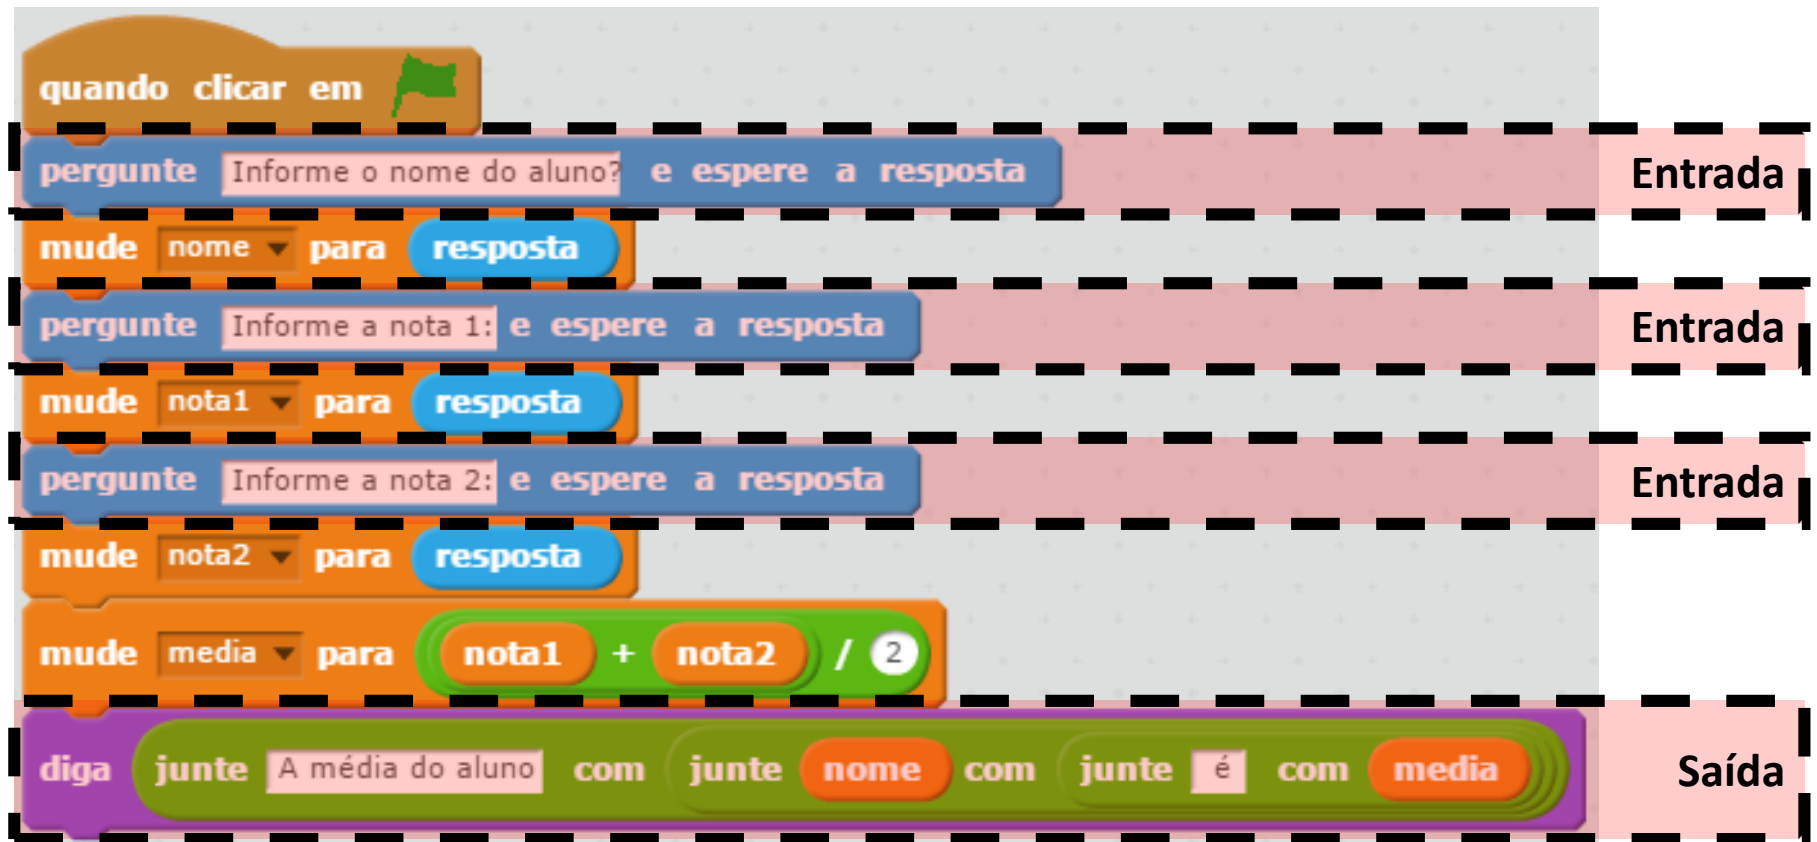 quando clicar em
pergunte Informe o nome do aluno? e espere a resposta Entrada
mude nome para resposta
pergunte Informe a nota 1: e espere a resposta Entrada
mude nota1 para resposta
pergunte Informe a nota 2: e espere a resposta Entrada
mude nota2 para resposta
mude media para nota1 + nota2 / 2
diga junte A média do aluno com junte nome com junte é com media Saída